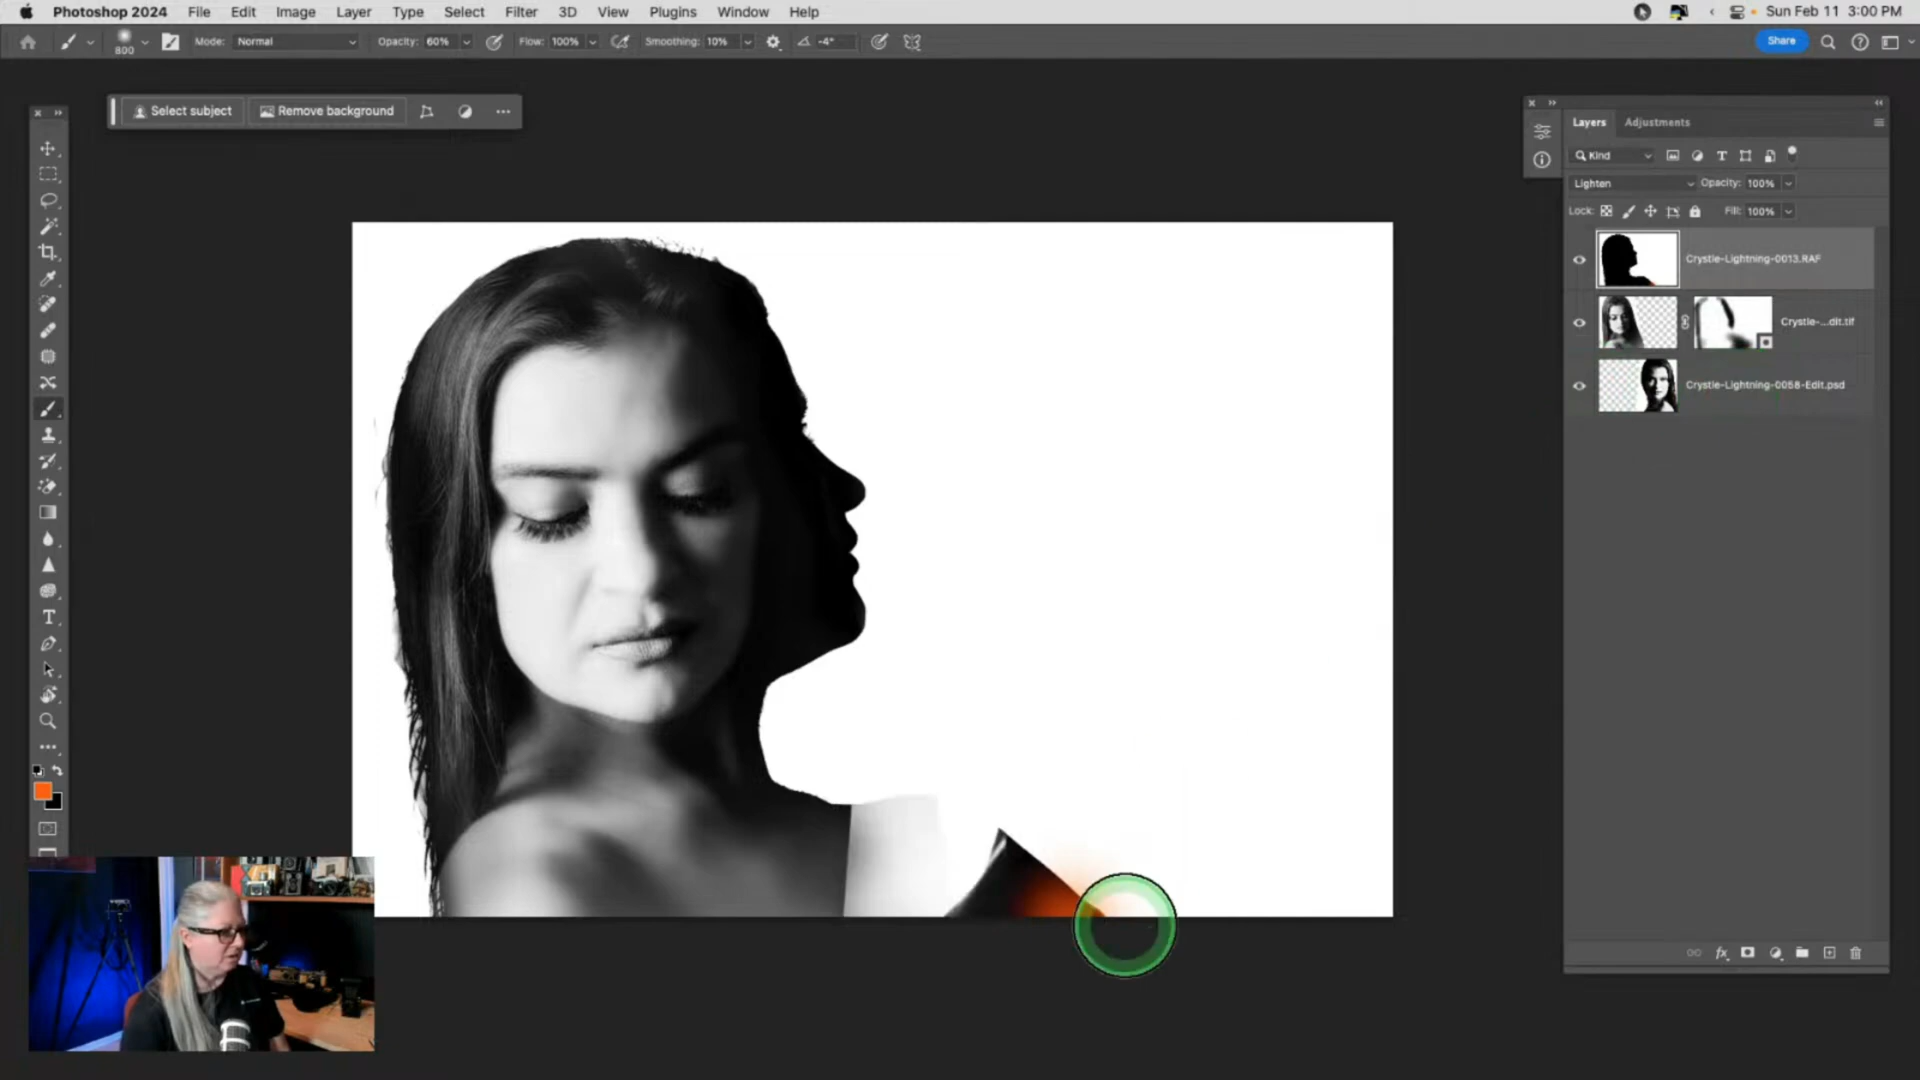 Photoshop 2024 File Edit Image Layer Type Select Filter 3D View Plugins Window Help Sun Feb 11 3:00 PM
800 Mode: Normal Opacity: 60% Flow: 100% Smoothing: 10% -4° Share
Select subject Remove background
Layers Adjustments
Kind
Lighten Opacity: 100%
Lock: Fill: 100%
Crystle-Lightning-0013.RAF
Crystle-...dit.tif
Crystle-Lightning-0058-Edit.psd